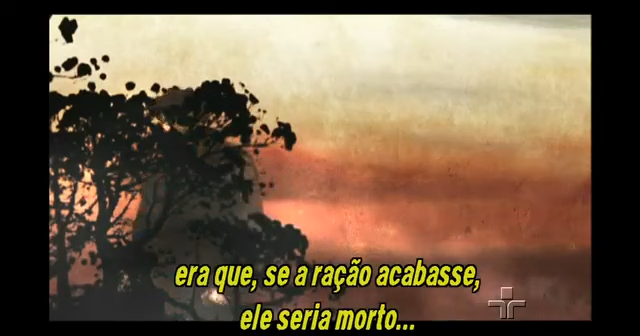 era que, se a ração acabasse,
ele seria morto...